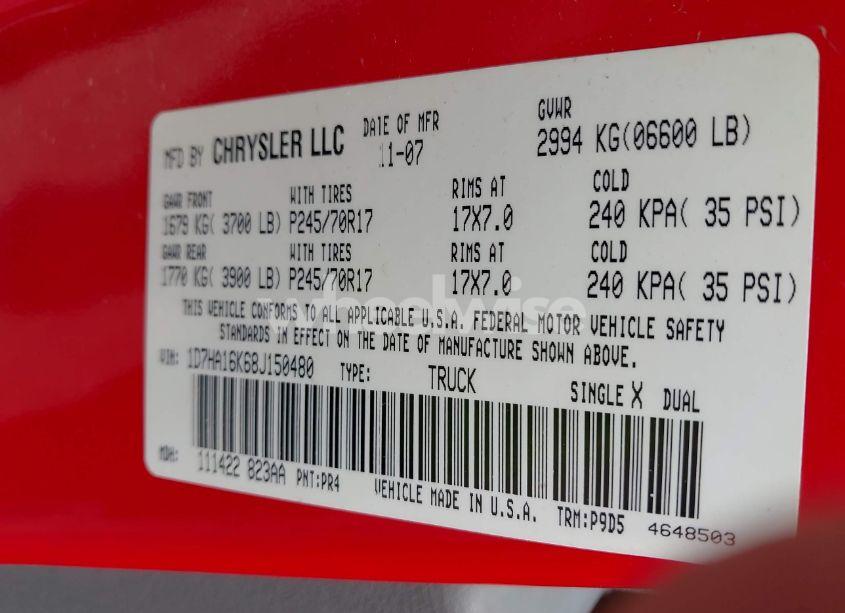 MFD BY CHRYSLER LLC DATE OF MFR GVWR
11-07 2994 KG(06600 LB)
GAWR FRONT WITH TIRES RIMS AT COLD
1679 KG( 3700 LB) P245/70R17 17X7.0 240 KPA( 35 PSI)
GAWR REAR WITH TIRES RIMS AT COLD
1770 KG( 3900 LB) P245/70R17 17X7.0 240 KPA( 35 PSI)
wheelwise
THIS VEHICLE CONFORMS TO ALL APPLICABLE U.S.A. FEDERAL MOTOR VEHICLE SAFETY
STANDARDS IN EFFECT ON THE DATE OF MANUFACTURE SHOWN ABOVE.
VIN: 1D7HA16K68J150480 TYPE: TRUCK SINGLE X DUAL
MDH: 111422 823AA PNT:PR4 VEHICLE MADE IN U.S.A. TRM:P9D5 4648503